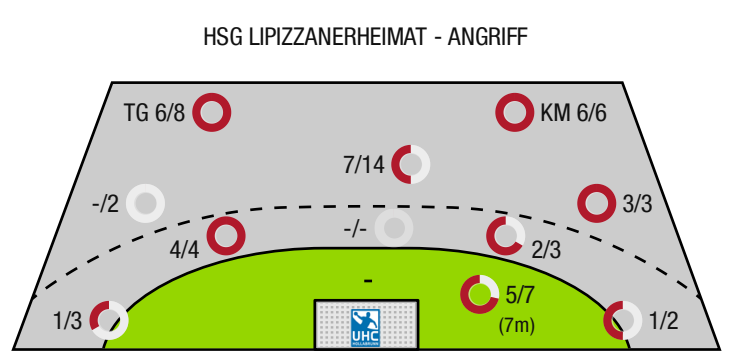 HSG LIPIZZANERHEIMAT - ANGRIFF
TG 6/8
KM 6/6
7/14
-/2
3/3
-/-
4/4
2/3
-
5/7
(7m)
1/3
1/2
UHC
HOLLABRUNN